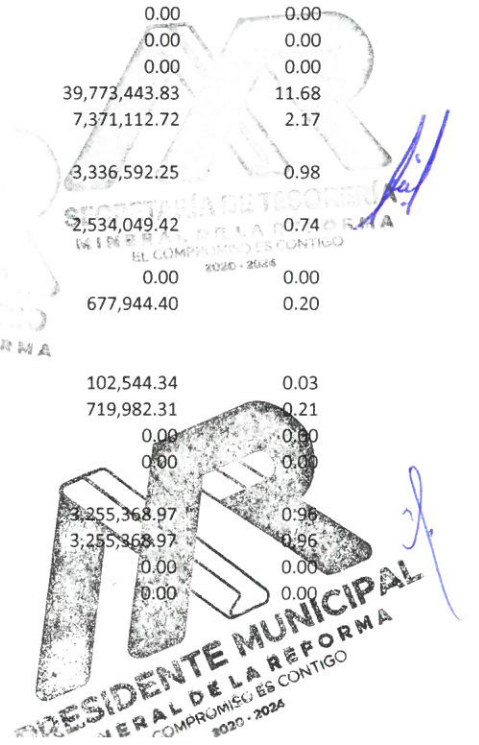 0.00 0.00
0.00 0.00
0.00 0.00
39,773,443.83 11.68
7,371,112.72 2.17
3,336,592.25 0.98
SECRETARÍA DE TESORERÍA
2,534,049.42 0.74
MINERAL DE LA REFORMA
EL COMPROMISO ES CONTIGO
2020 - 2024
0.00 0.00
677,944.40 0.20
RMA
102,544.34 0.03
719,982.31 0.21
0.00 0.00
0.00 0.00
3,255,368.97 0.96
3,255,368.97 0.96
0.00 0.00
0.00 0.00
PRESIDENTE MUNICIPAL
NERAL DE LA REFORMA
COMPROMISO ES CONTIGO
2020 - 2024